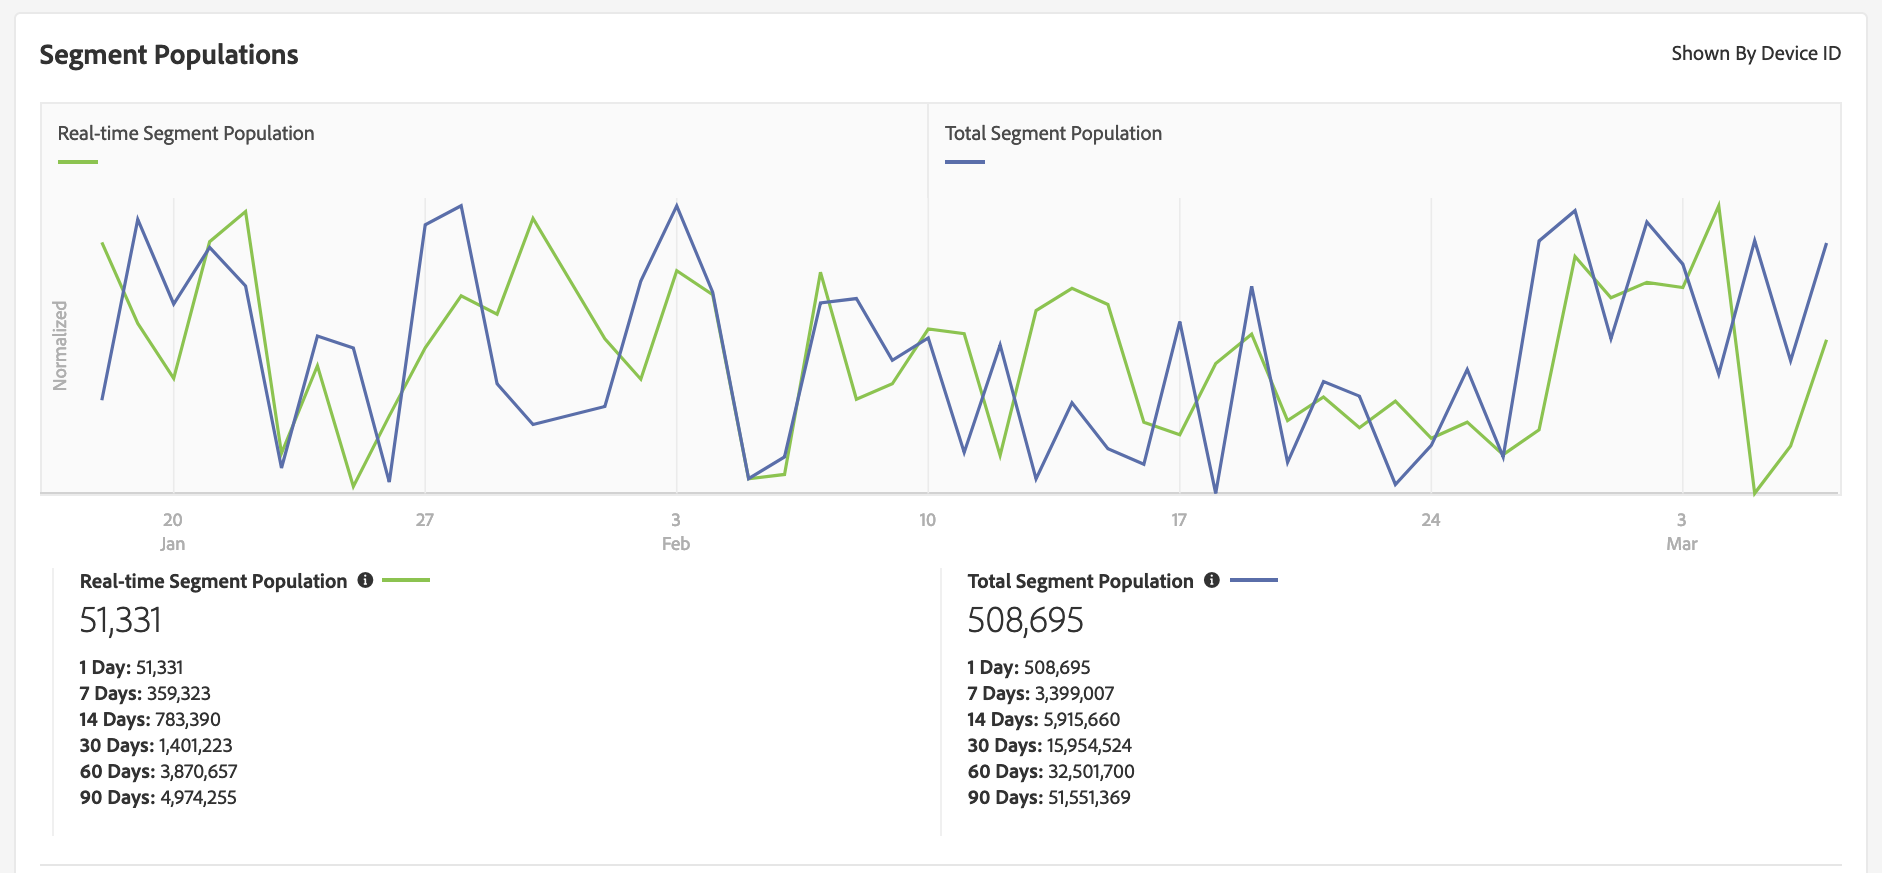 Segment Populations
Shown By Device ID
Real-time Segment Population
Total Segment Population
Normalized
20
Jan
27
3
Feb
10
17
24
3
Mar
Real-time Segment Population
51,331
1 Day: 51,331
7 Days: 359,323
14 Days: 783,390
30 Days: 1,401,223
60 Days: 3,870,657
90 Days: 4,974,255
Total Segment Population
508,695
1 Day: 508,695
7 Days: 3,399,007
14 Days: 5,915,660
30 Days: 15,954,524
60 Days: 32,501,700
90 Days: 51,551,369